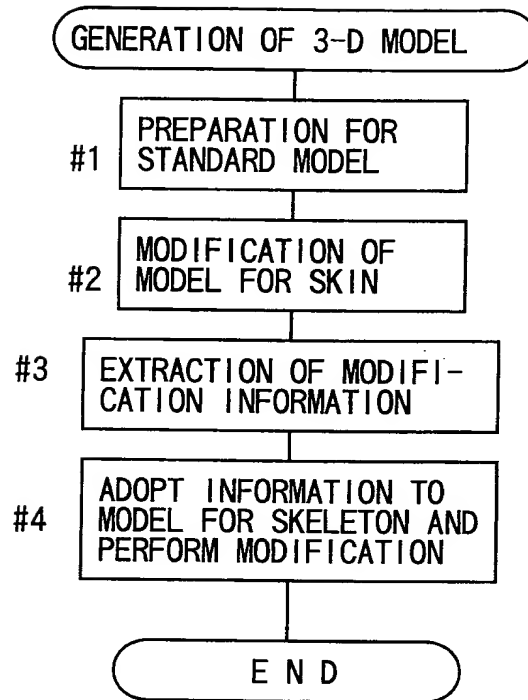 GENERATION OF 3-D MODEL
#1
PREPARATION FOR
STANDARD MODEL
#2
MODIFICATION OF
MODEL FOR SKIN
#3
EXTRACTION OF MODIFI-
CATION INFORMATION
#4
ADOPT INFORMATION TO
MODEL FOR SKELETON AND
PERFORM MODIFICATION
END